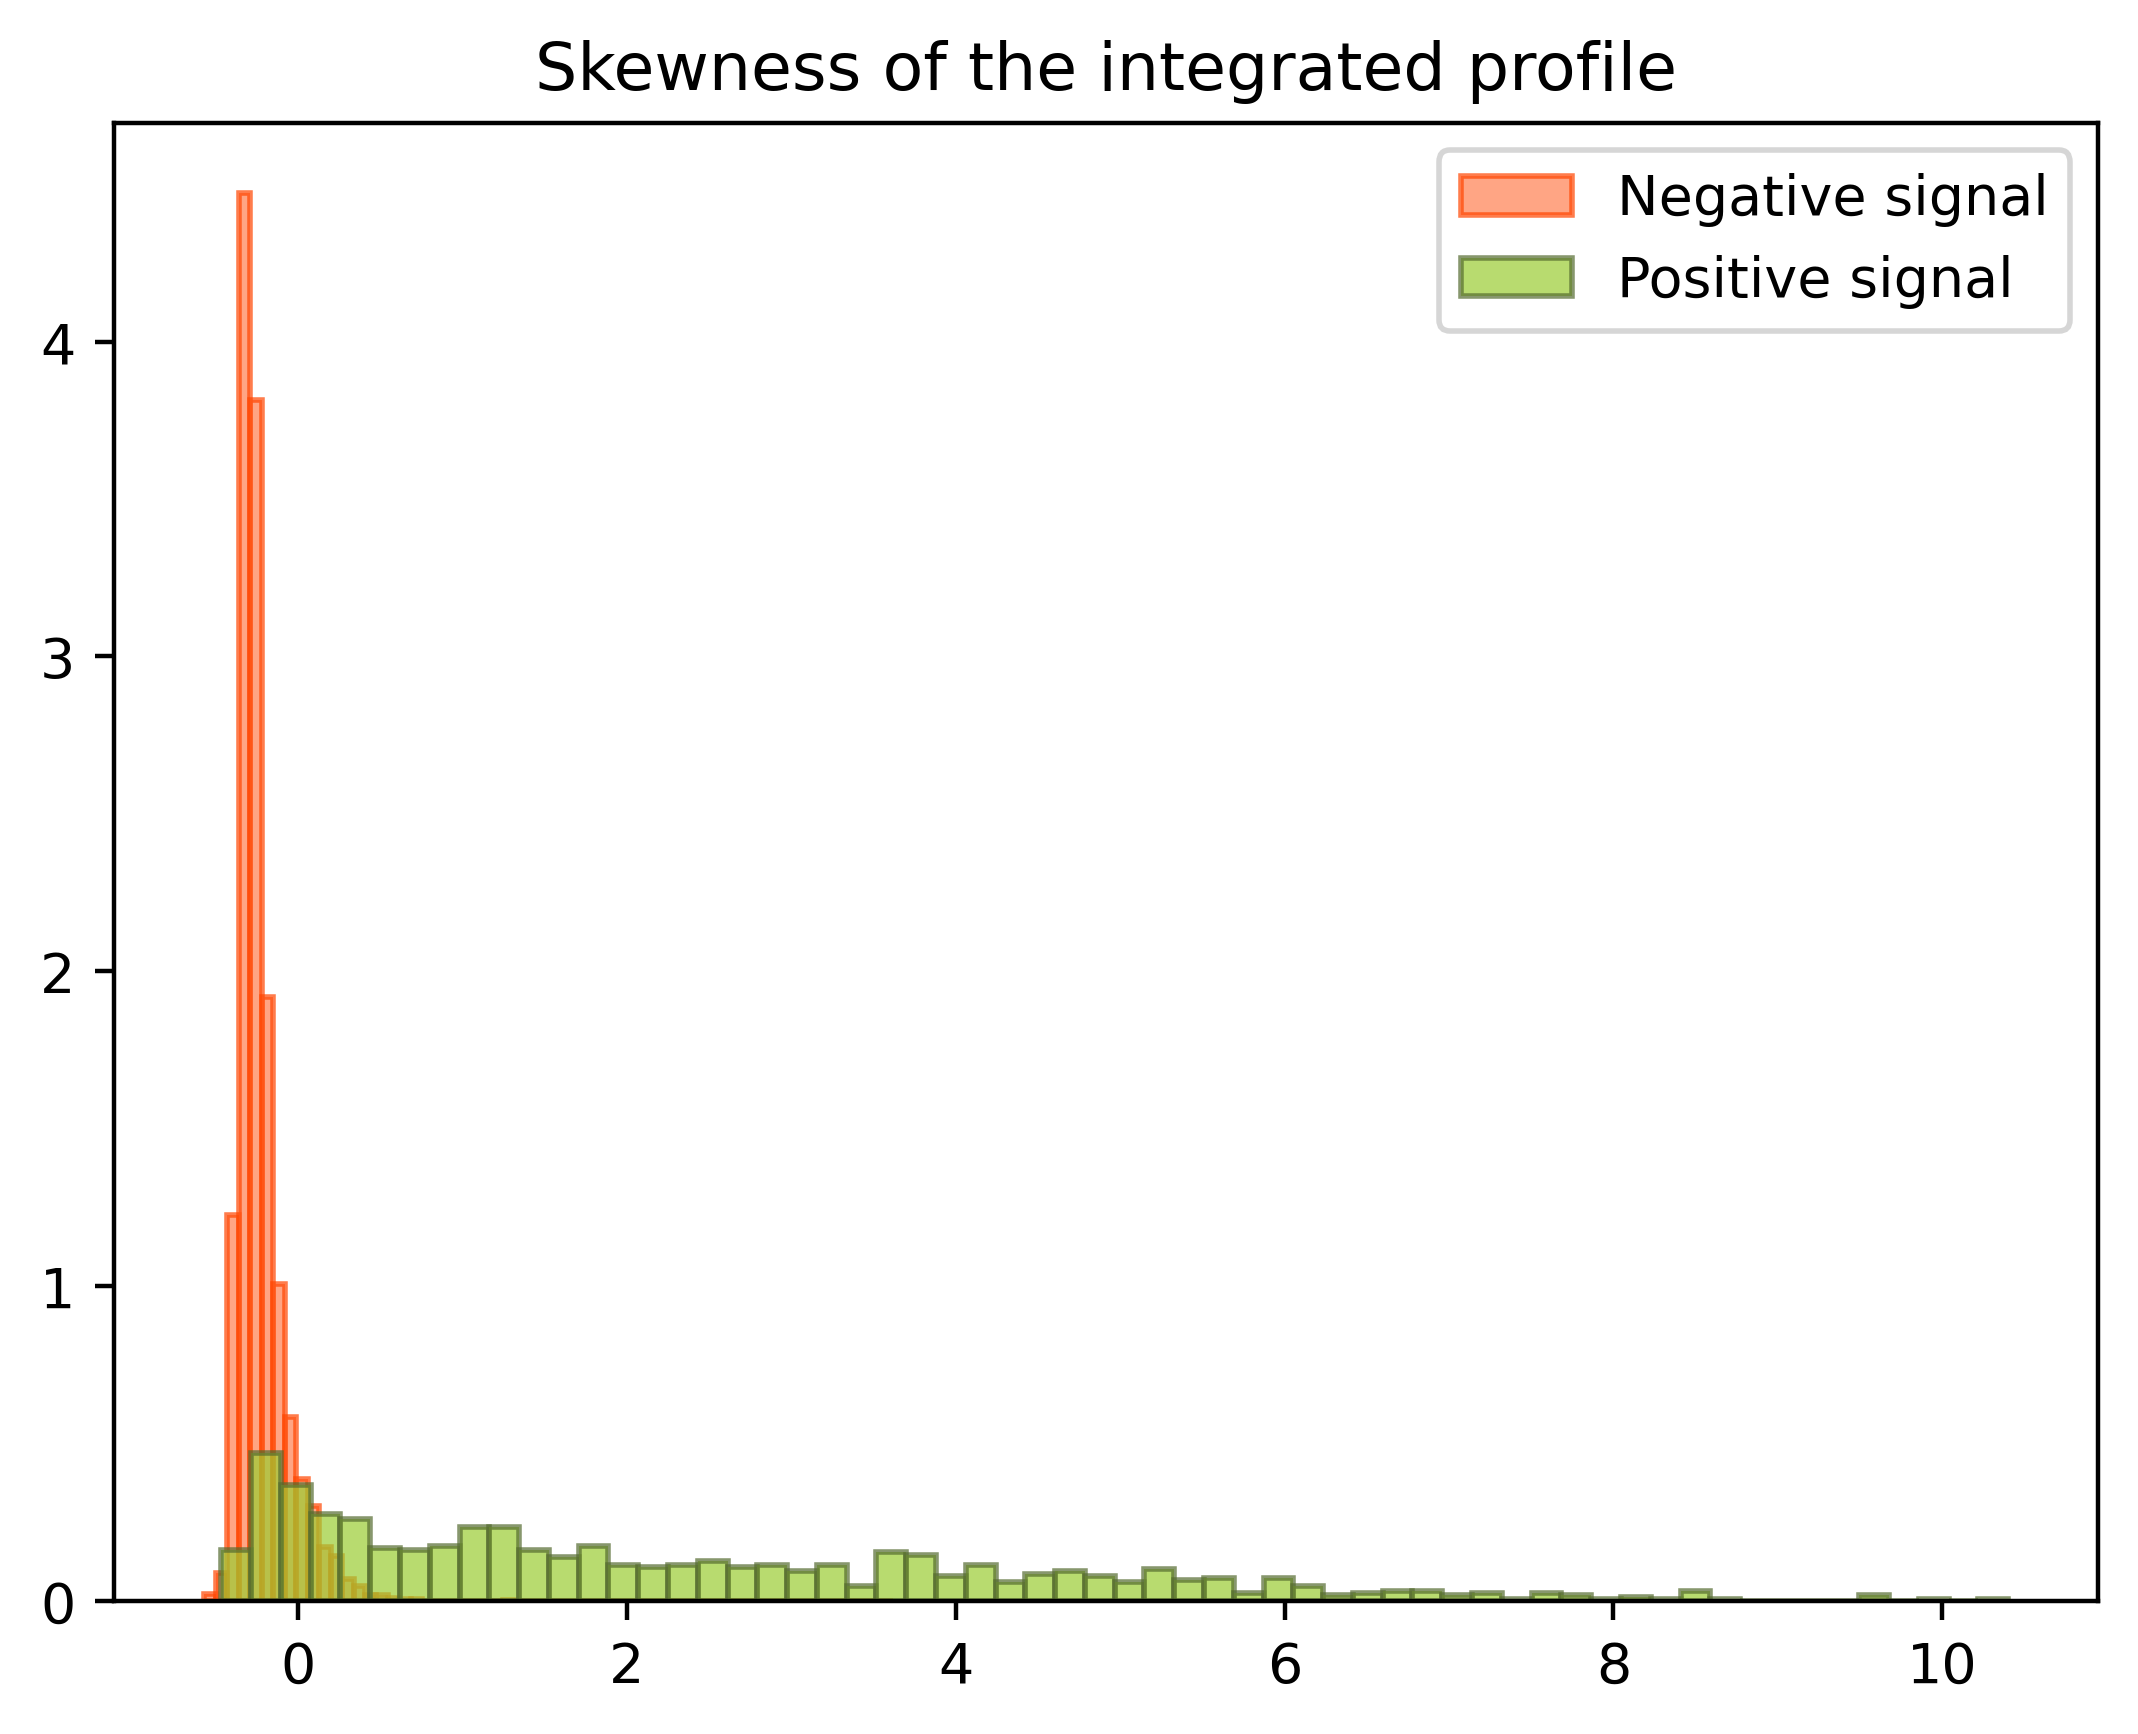 Skewness of the integrated profile
Negative signal
Positive signal
4
3
2
1
0
0 2 4 6 8 10